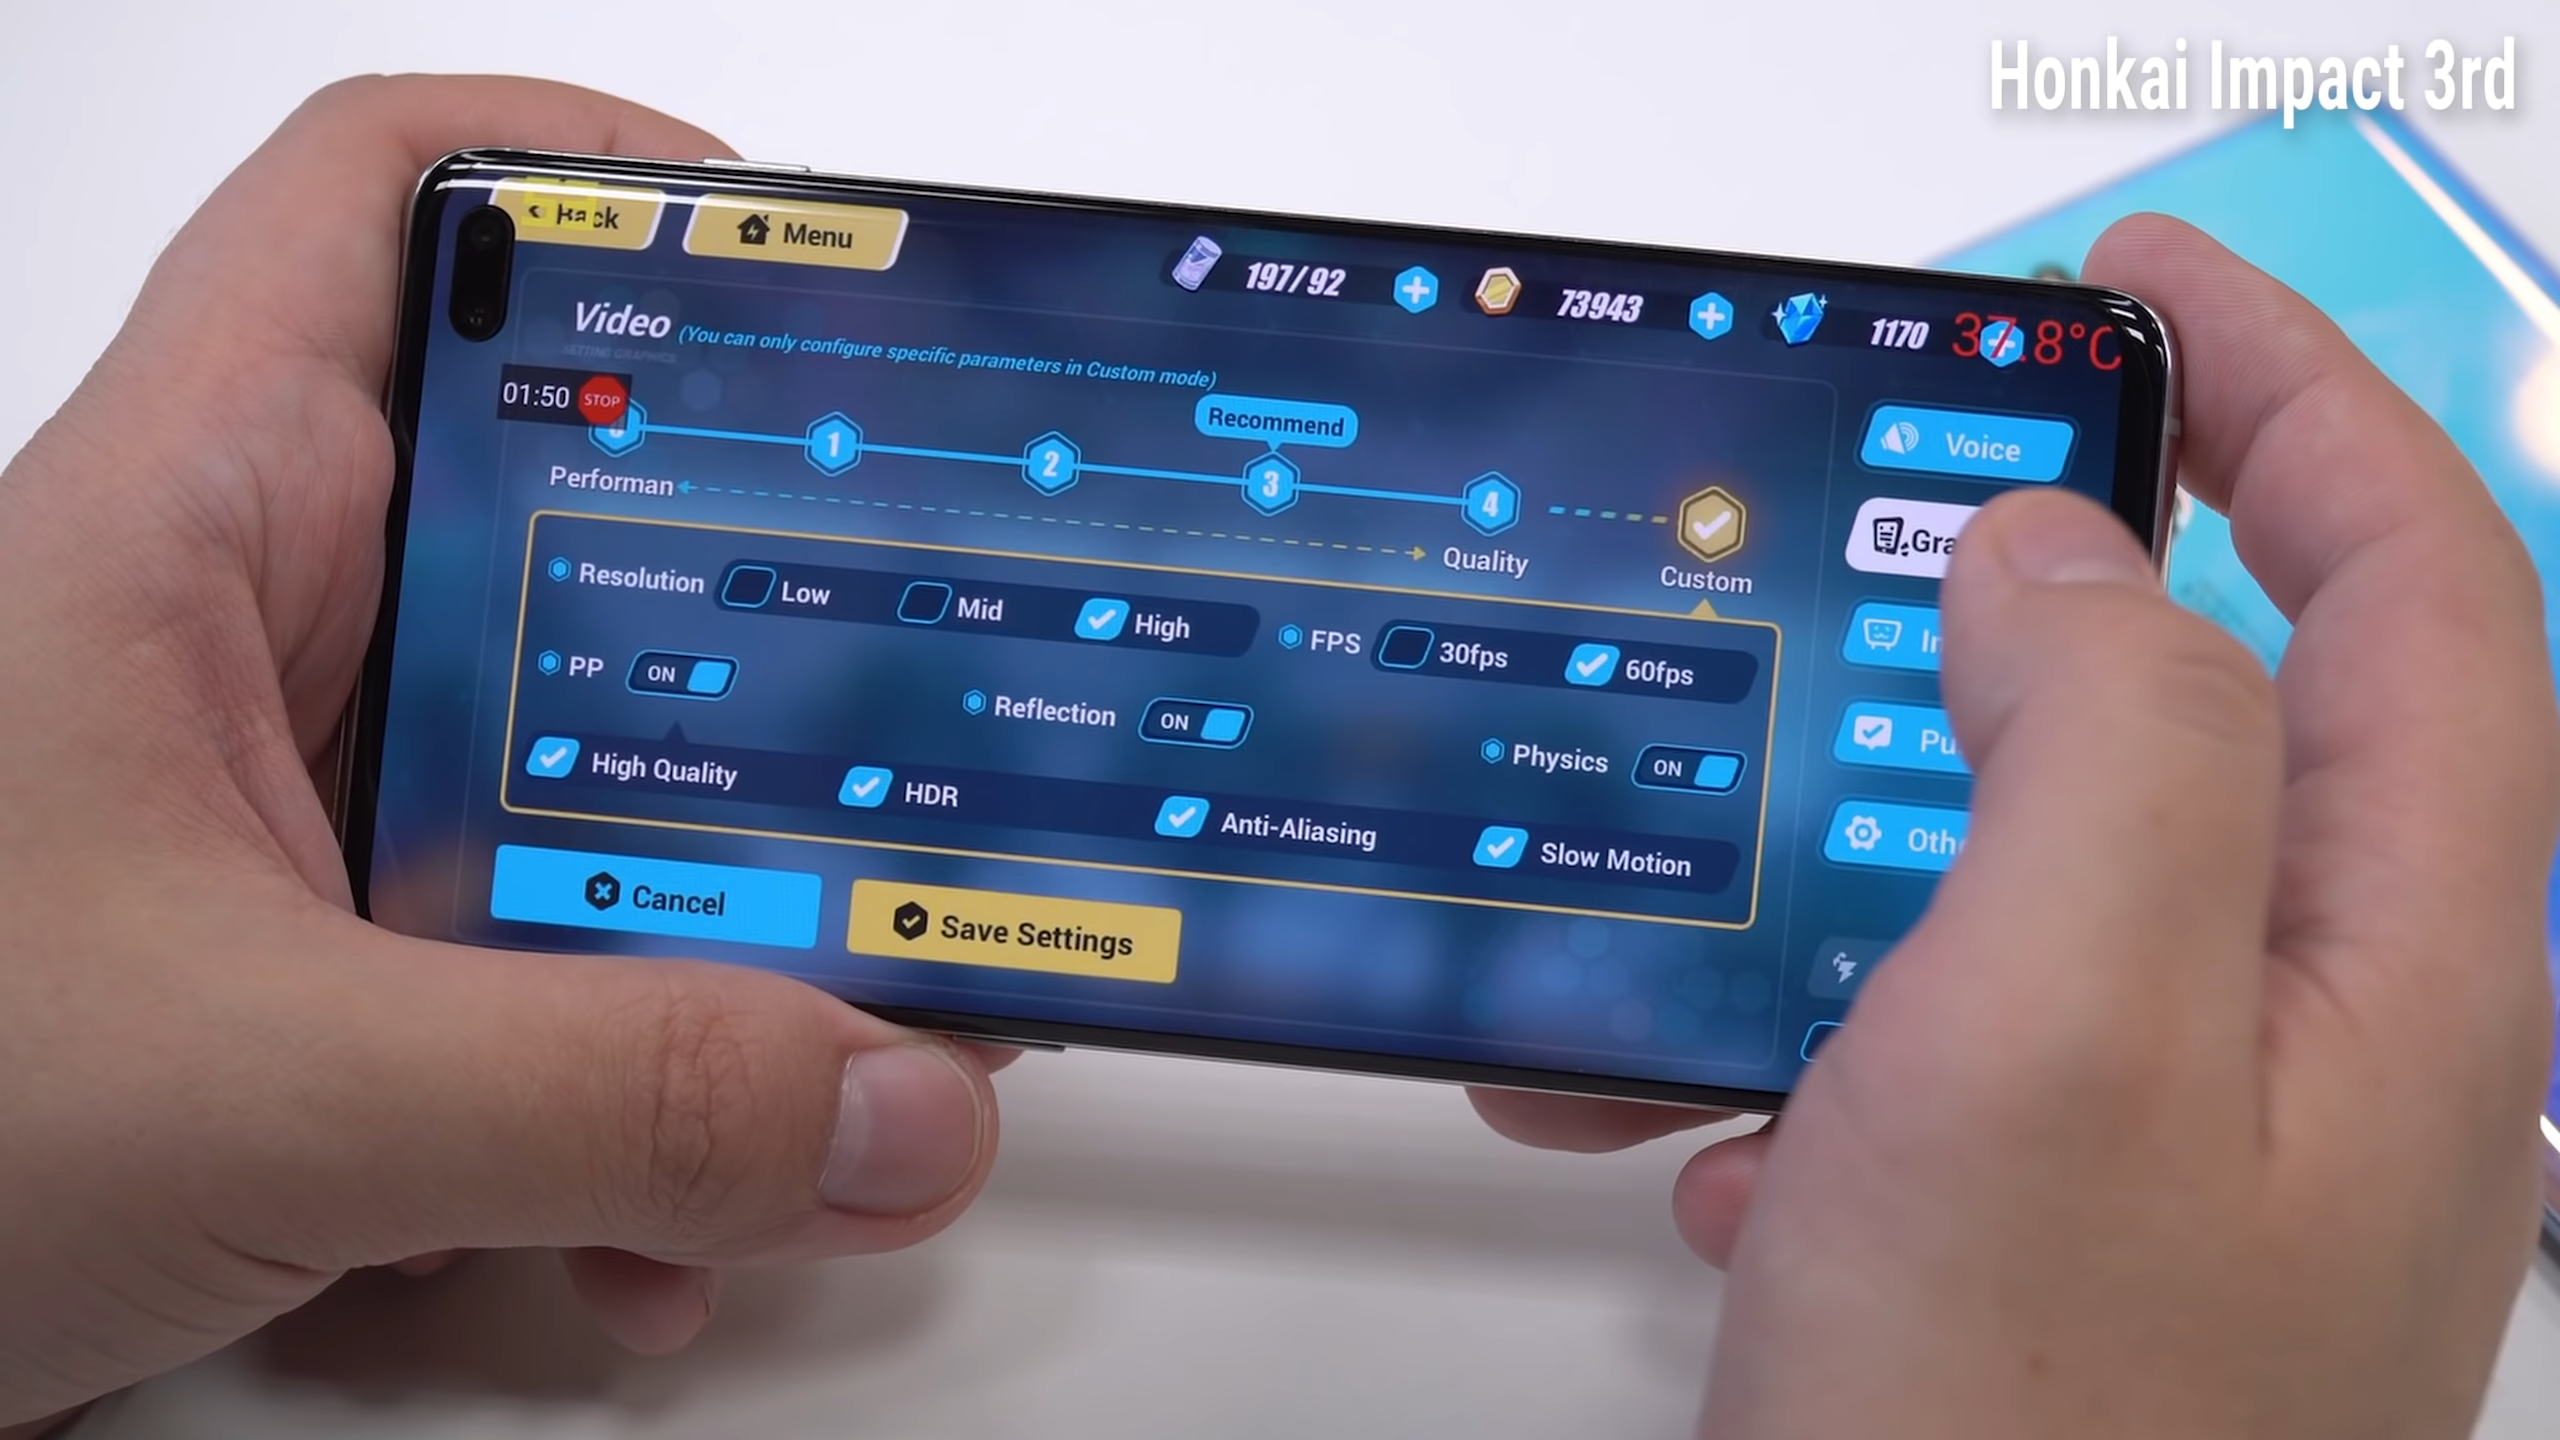 Honkai Impact 3rd
Menu
197/92
73943
1170
Video
(You can only configure specific parameters in Custom mode)
01:50
STOP
Recommend
1
2
3
4
Performan
Quality
Custom
Voice
Resolution
Low
Mid
High
FPS
30fps
60fps
PP
ON
Reflection
ON
Physics
ON
High Quality
HDR
Anti-Aliasing
Slow Motion
Cancel
Save Settings